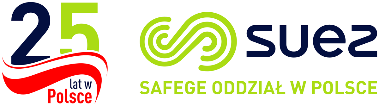 25
lat w
Polsce
suez
SAFEGE ODDZIAŁ W POLSCE